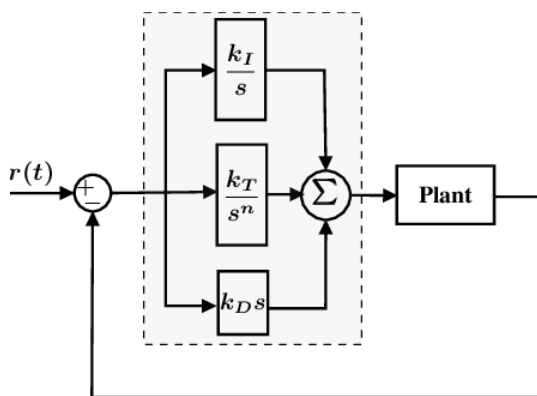 k_I
s
r(t)
+
−
k_T
s^n
Σ
Plant
k_D s